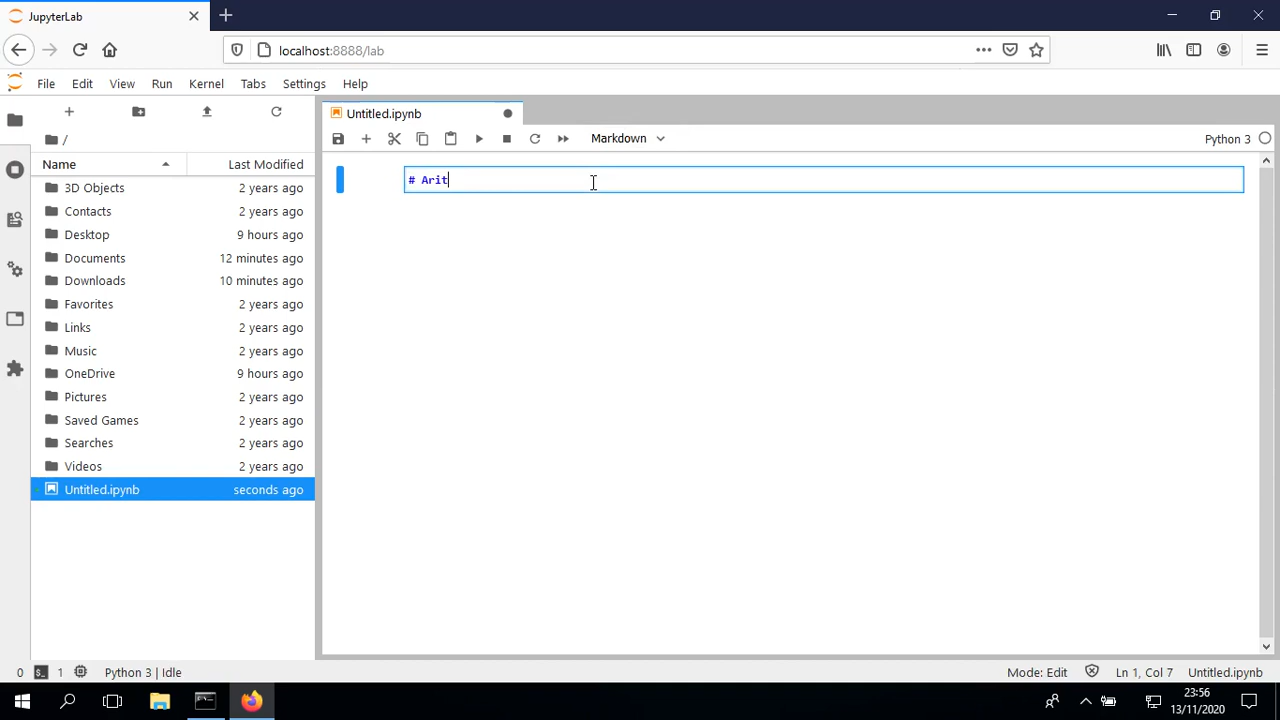 JupyterLab
localhost:8888/lab
File Edit View Run Kernel Tabs Settings Help
Untitled.ipynb
Markdown
Python 3
/
Name Last Modified
3D Objects 2 years ago
Contacts 2 years ago
Desktop 9 hours ago
Documents 12 minutes ago
Downloads 10 minutes ago
Favorites 2 years ago
Links 2 years ago
Music 2 years ago
OneDrive 9 hours ago
Pictures 2 years ago
Saved Games 2 years ago
Searches 2 years ago
Videos 2 years ago
Untitled.ipynb seconds ago
# Arit
0 1 Python 3 | Idle
Mode: Edit Ln 1, Col 7 Untitled.ipynb
23:56
13/11/2020